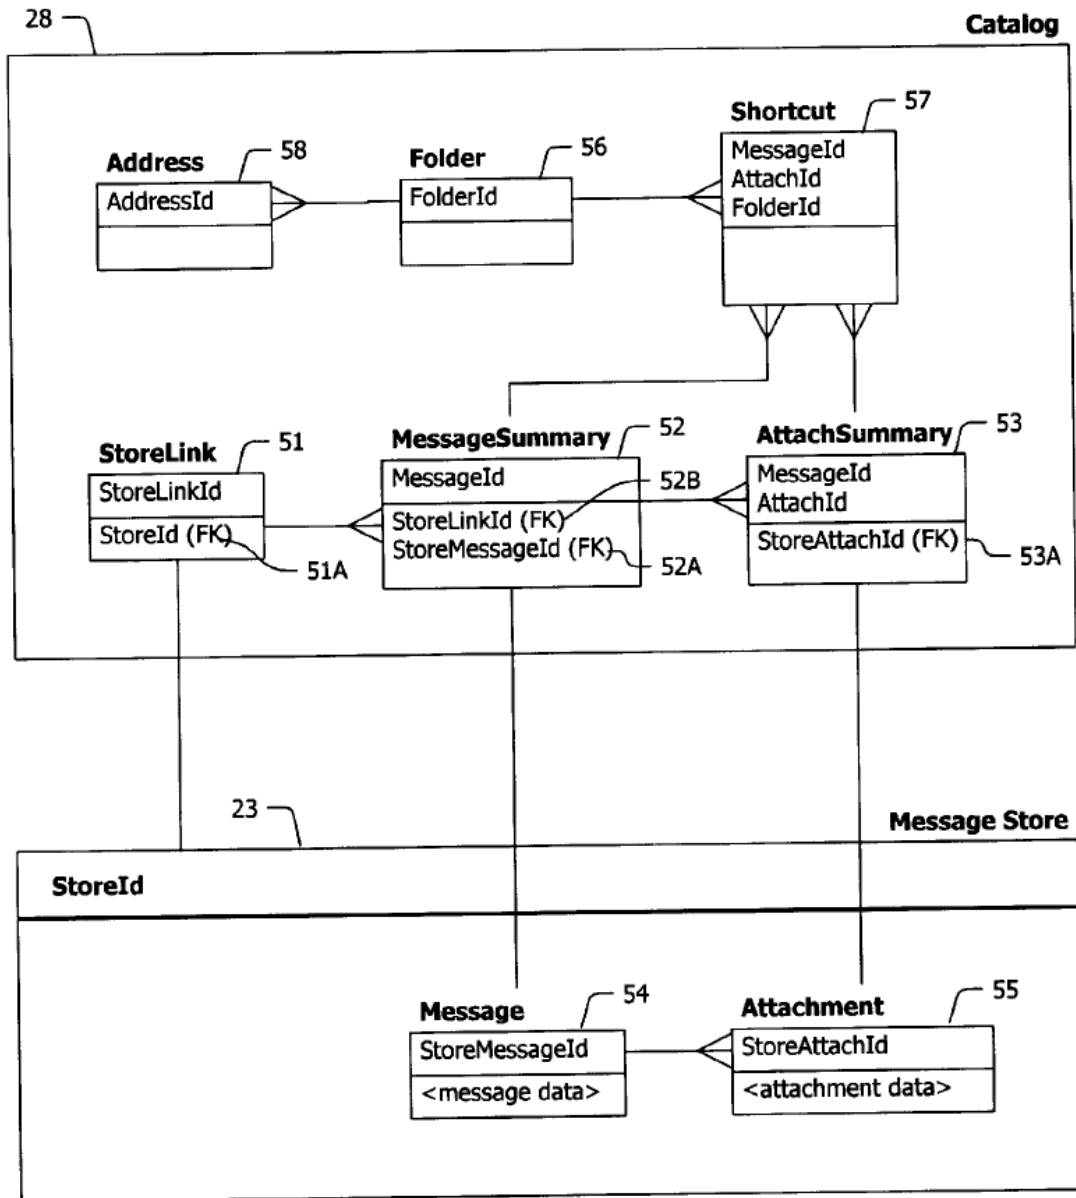 28
Catalog
Shortcut
57
MessageId
AttachId
FolderId
Address
58
AddressId
Folder
56
FolderId
StoreLink
51
StoreLinkId
StoreId (FK)
51A
MessageSummary
52
MessageId
52B
StoreLinkId (FK)
StoreMessageId (FK)
52A
AttachSummary
53
MessageId
AttachId
StoreAttachId (FK)
53A
23
Message Store
StoreId
Message
54
StoreMessageId
<message data>
Attachment
55
StoreAttachId
<attachment data>